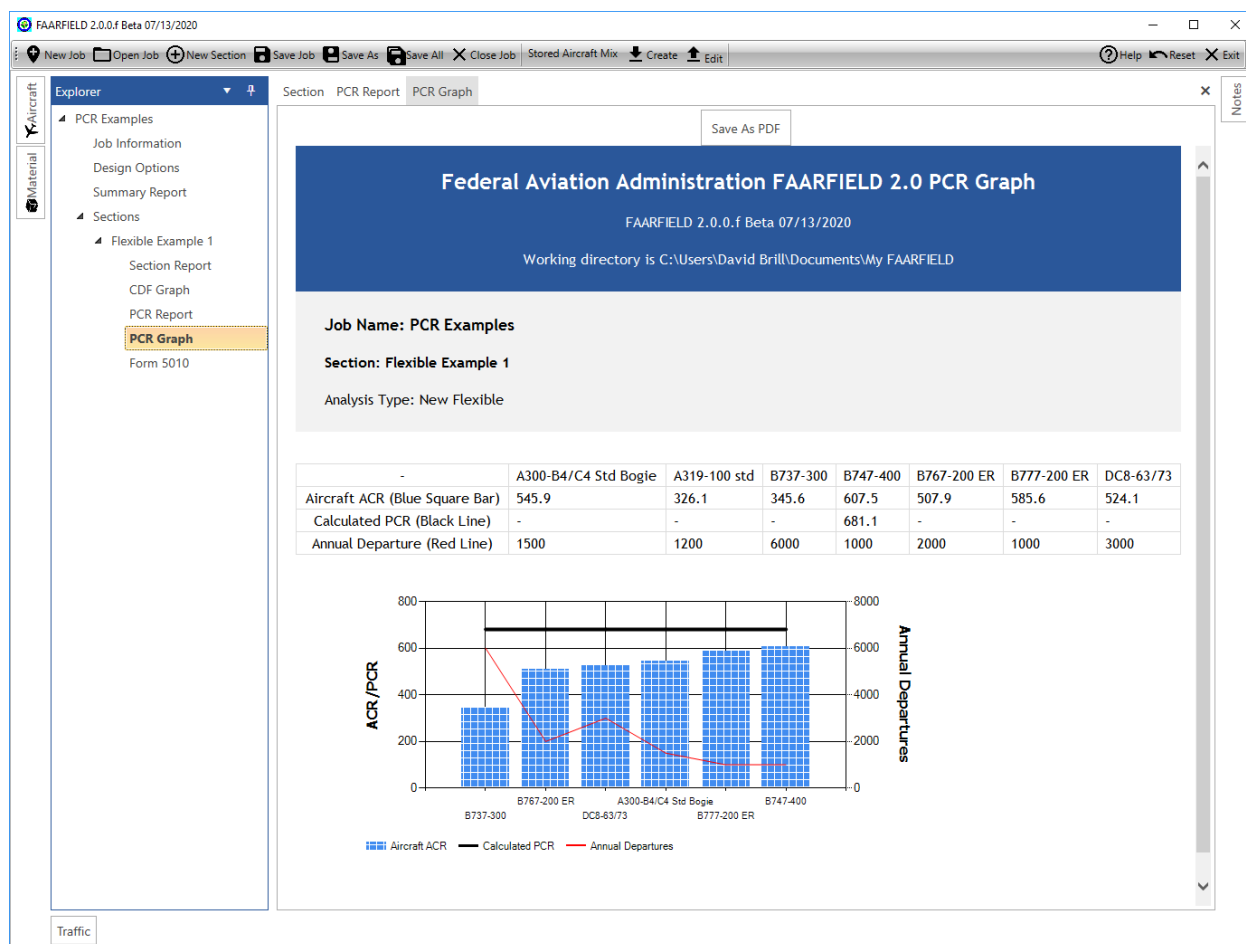 FAARFIELD 2.0.0.f Beta 07/13/2020
New Job Open Job New Section Save Job Save As Save All Close Job Stored Aircraft Mix Create Edit Help Reset Exit
Aircraft
Material
Explorer
PCR Examples
Job Information
Design Options
Summary Report
Sections
Flexible Example 1
Section Report
CDF Graph
PCR Report
PCR Graph
Form 5010
Section PCR Report PCR Graph
Notes
Save As PDF
Federal Aviation Administration FAARFIELD 2.0 PCR Graph
FAARFIELD 2.0.0.f Beta 07/13/2020
Working directory is C:\Users\David Brill\Documents\My FAARFIELD
Job Name: PCR Examples
Section: Flexible Example 1
Analysis Type: New Flexible
- A300-B4/C4 Std Bogie A319-100 std B737-300 B747-400 B767-200 ER B777-200 ER DC8-63/73
Aircraft ACR (Blue Square Bar) 545.9 326.1 345.6 607.5 507.9 585.6 524.1
Calculated PCR (Black Line) - - - 681.1 - - -
Annual Departure (Red Line) 1500 1200 6000 1000 2000 1000 3000
800 8000
600 6000
400 4000
200 2000
0 0
ACR/PCR
Annual Departures
B767-200 ER A300-B4/C4 Std Bogie B747-400
B737-300 DC8-63/73 B777-200 ER
Aircraft ACR Calculated PCR Annual Departures
Traffic